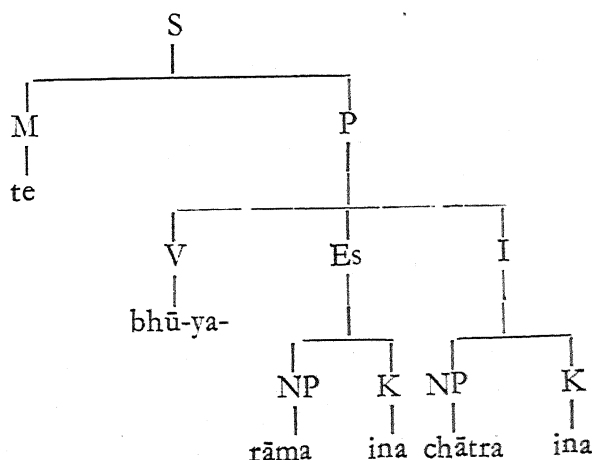 S
M P
te
V Es I
bhū-ya-
NP K NP K
rāma ina chātra ina